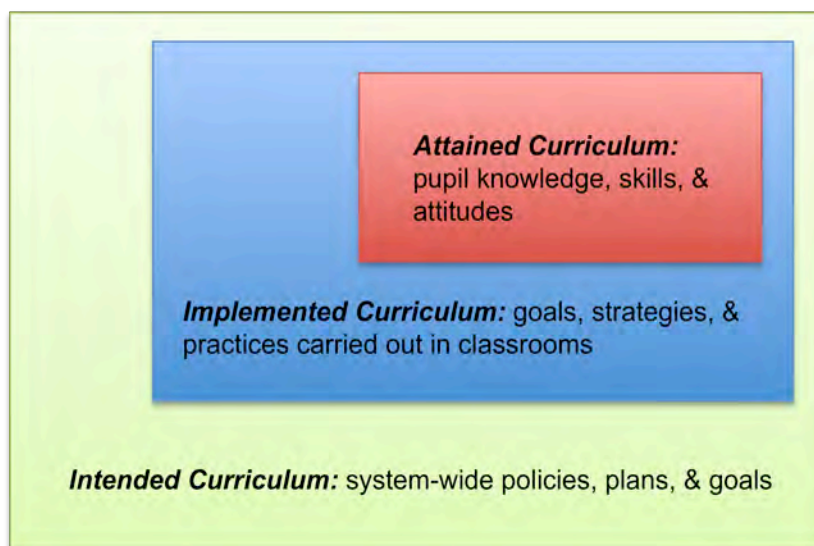 Attained Curriculum:
pupil knowledge, skills, &
attitudes
Implemented Curriculum: goals, strategies, &
practices carried out in classrooms
Intended Curriculum: system-wide policies, plans, & goals